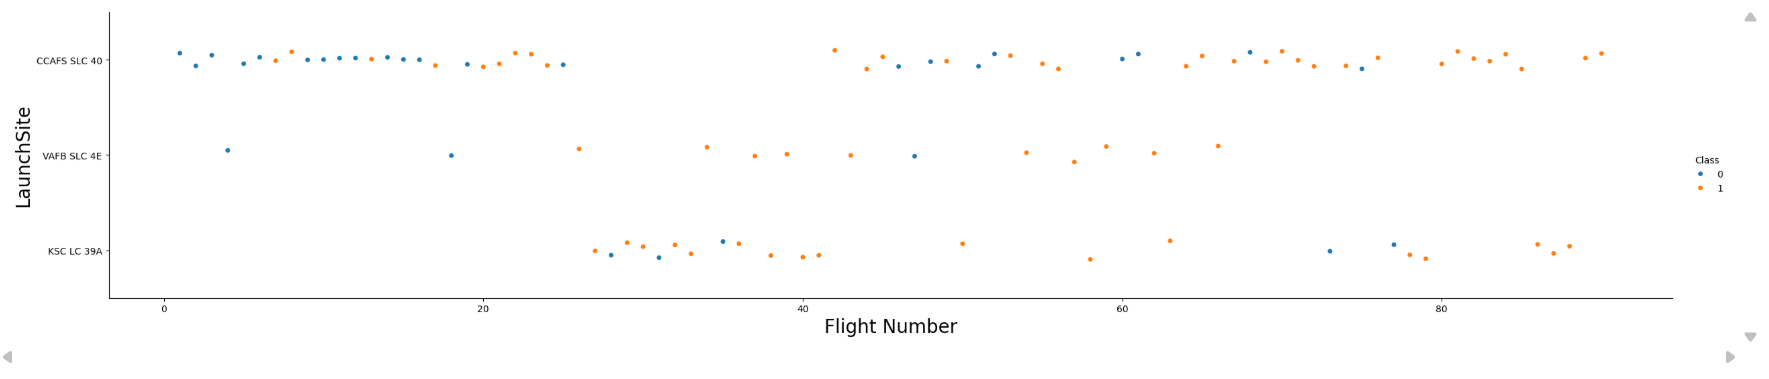 LaunchSite
CCAFS SLC 40
VAFB SLC 4E
KSC LC 39A
0 20 40 60 80
Flight Number
Class
0
1